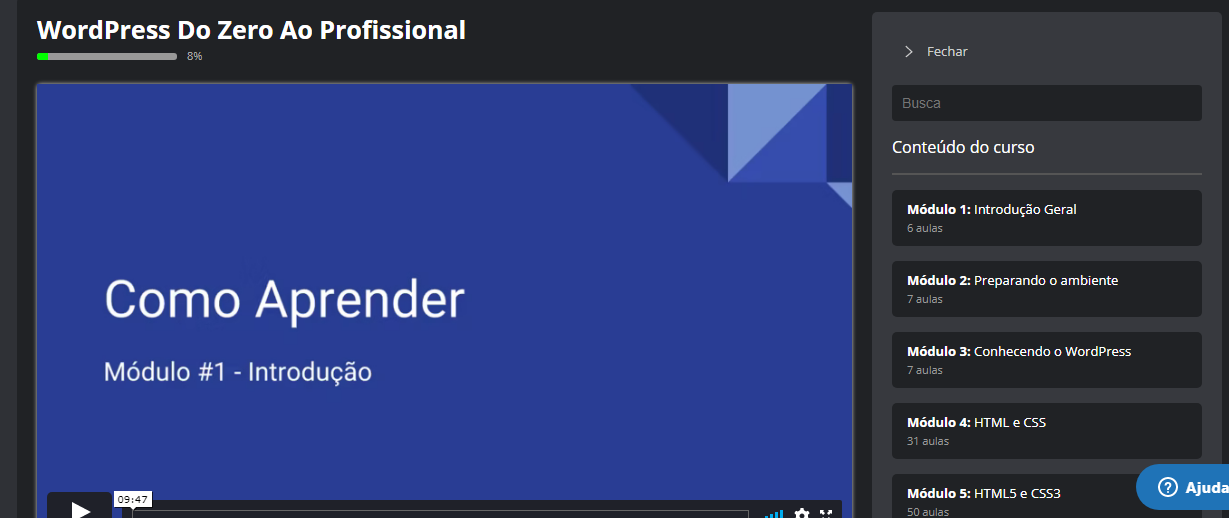 WordPress Do Zero Ao Profissional
8%
Como Aprender
Módulo #1 - Introdução
09:47
Fechar
Busca
Conteúdo do curso
Módulo 1: Introdução Geral
6 aulas
Módulo 2: Preparando o ambiente
7 aulas
Módulo 3: Conhecendo o WordPress
7 aulas
Módulo 4: HTML e CSS
31 aulas
Módulo 5: HTML5 e CSS3
50 aulas
Ajuda